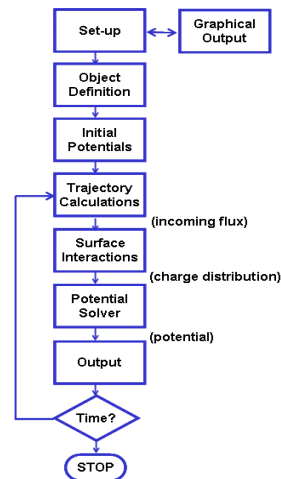 Set-up
Graphical
Output
Object
Definition
Initial
Potentials
Trajectory
Calculations
(incoming flux)
Surface
Interactions
(charge distribution)
Potential
Solver
(potential)
Output
Time?
STOP